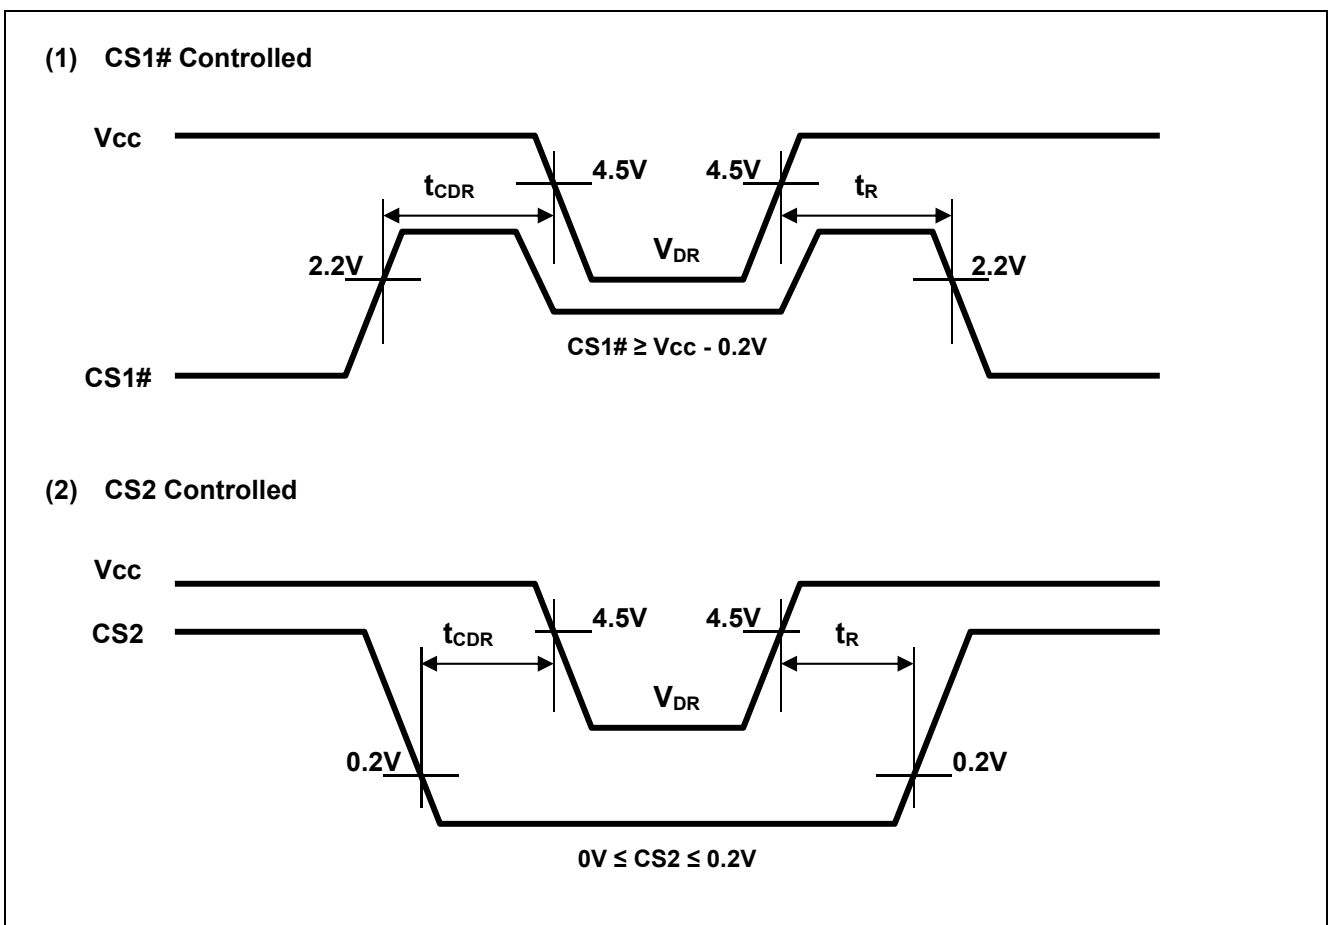 (1) CS1# Controlled
Vcc
4.5V 4.5V
tCDR tR
2.2V VDR 2.2V
CS1# ≥ Vcc - 0.2V
CS1#
(2) CS2 Controlled
Vcc
4.5V 4.5V
CS2 tCDR tR
VDR
0.2V 0.2V
0V ≤ CS2 ≤ 0.2V